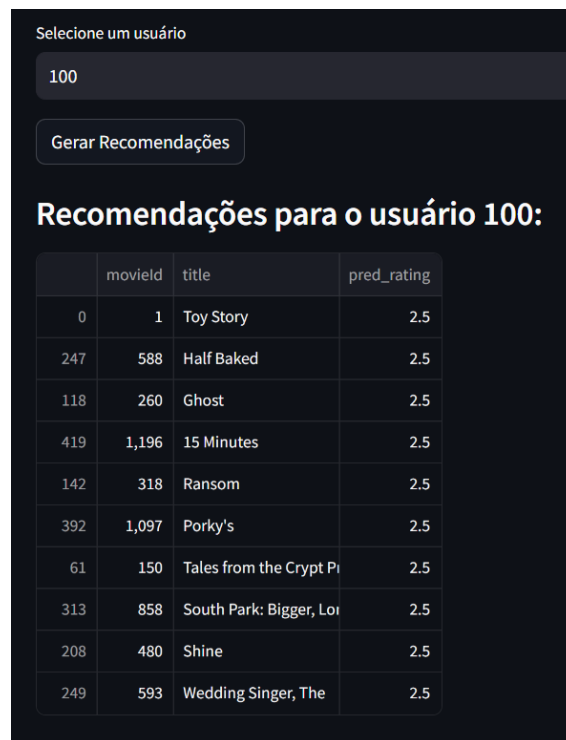 Selecione um usuário
100
Gerar Recomendações
Recomendações para o usuário 100:
movieId title pred_rating
0 1 Toy Story 2.5
247 588 Half Baked 2.5
118 260 Ghost 2.5
419 1,196 15 Minutes 2.5
142 318 Ransom 2.5
392 1,097 Porky's 2.5
61 150 Tales from the Crypt Pr 2.5
313 858 South Park: Bigger, Lon 2.5
208 480 Shine 2.5
249 593 Wedding Singer, The 2.5